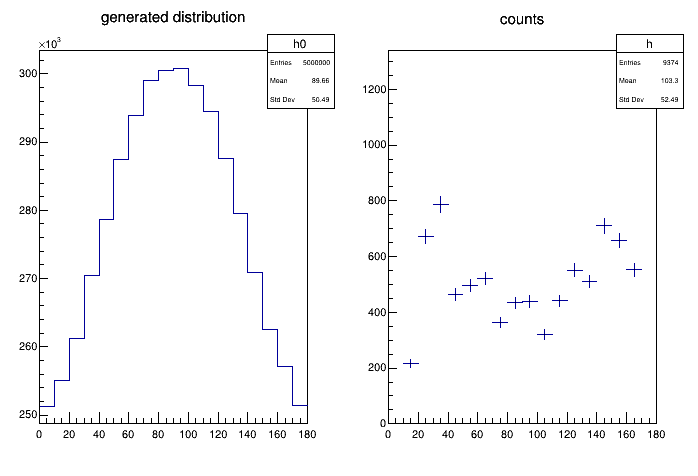 generated distribution
×10³
h0
Entries 5000000
Mean 89.66
Std Dev 50.49
300
290
280
270
260
250
0 20 40 60 80 100 120 140 160 180
counts
h
Entries 9374
Mean 103.3
Std Dev 52.49
1200
1000
800
600
400
200
0
0 20 40 60 80 100 120 140 160 180